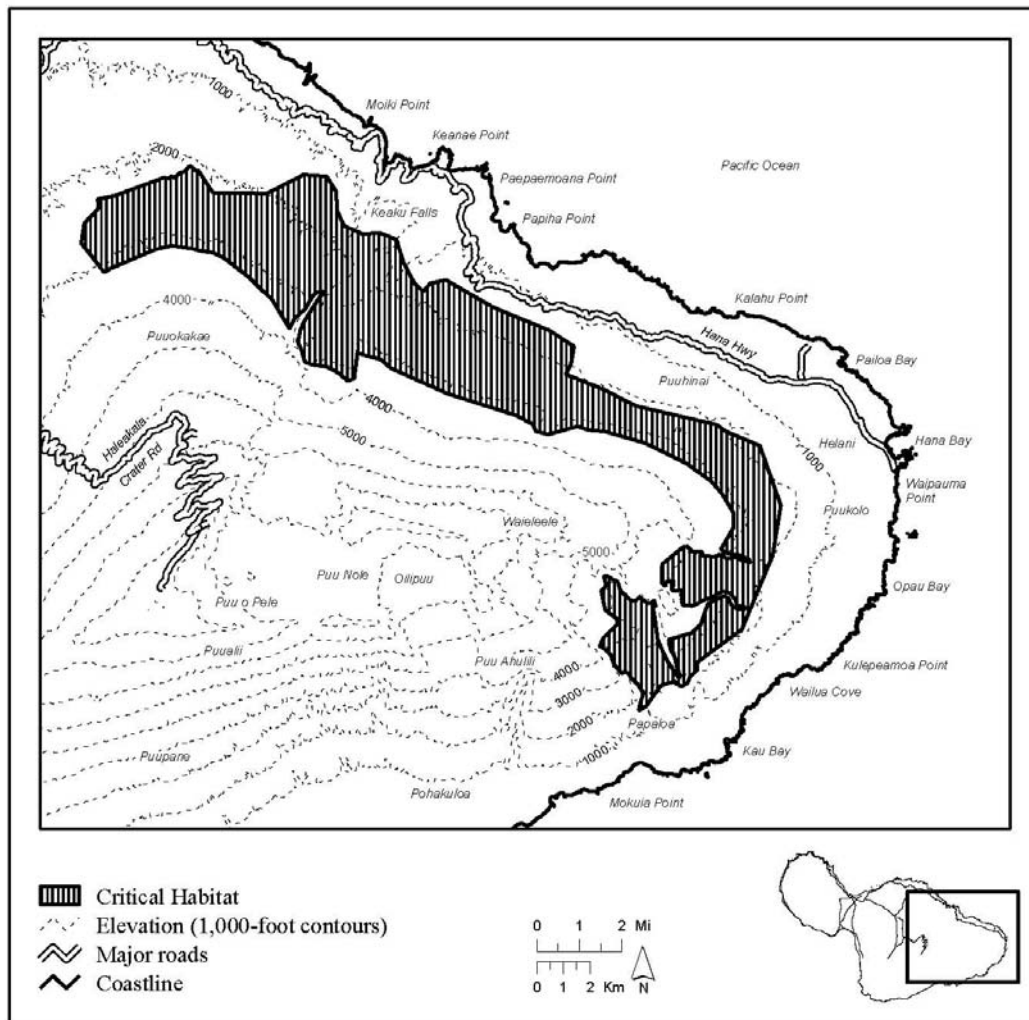 Moiki Point
1000
Keanae Point
2000
Pacific Ocean
Paepaemoana Point
Keaku Falls
Papiha Point
4000
Kalahu Point
Puuokakae
Hana Hwy
Pailoa Bay
Puuhinai
4000
5000
Haleakala
Crater Rd
Helani
Hana Bay
1000
Waipauma
Point
Puukolo
Waieleele
5000
Puu Nole
Oilipuu
Opau Bay
Puu o Pele
Puualii
Puu Ahulili
4000
Kulepeamoa Point
3000
Wailua Cove
2000
Papaloa
1000
Kau Bay
Puupane
Pohakuloa
Mokuia Point
Critical Habitat
Elevation (1,000-foot contours)
Major roads
Coastline
0 1 2 Mi
0 1 2 Km
N